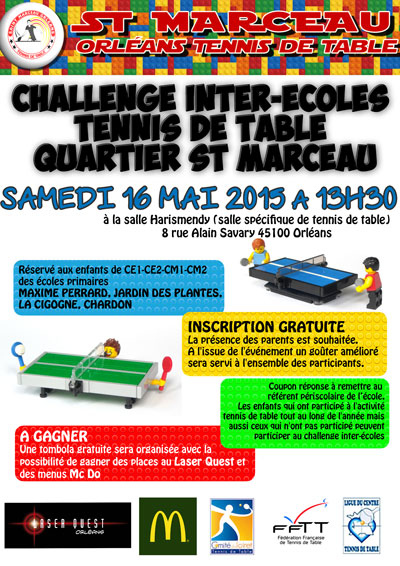 ST MARCEAU
ORLÉANS TENNIS DE TABLE
CHALLENGE INTER-ECOLES
TENNIS DE TABLE
QUARTIER ST MARCEAU
SAMEDI 16 MAI 2015 A 13H30
à la salle Harismendy (salle spécifique de tennis de table)
8 rue Alain Savary 45100 Orléans
Réservé aux enfants de CE1-CE2-CM1-CM2
des écoles primaires
MAXIME PERRARD, JARDIN DES PLANTES,
LA CIGOGNE, CHARDON
INSCRIPTION GRATUITE
La présence des parents est souhaitée.
A l'issue de l'événement un goûter amélioré
sera servi à l'ensemble des participants.
Coupon réponse à remettre au
référent périscolaire de l'école.
Les enfants qui ont participé à l'activité
tennis de table tout au long de l'année mais
aussi ceux qui n'ont pas participé peuvent
participer au challenge inter-écoles
A GAGNER
Une tombola gratuite sera organisée avec la
possibilité de gagner des places au Laser Quest et
des menus Mc Do
LASER QUEST
ORLÉANS
M
Comité du Loiret
Tennis de Table
FFTT
Fédération Française
de Tennis de Table
LIGUE DU CENTRE
TENNIS DE TABLE